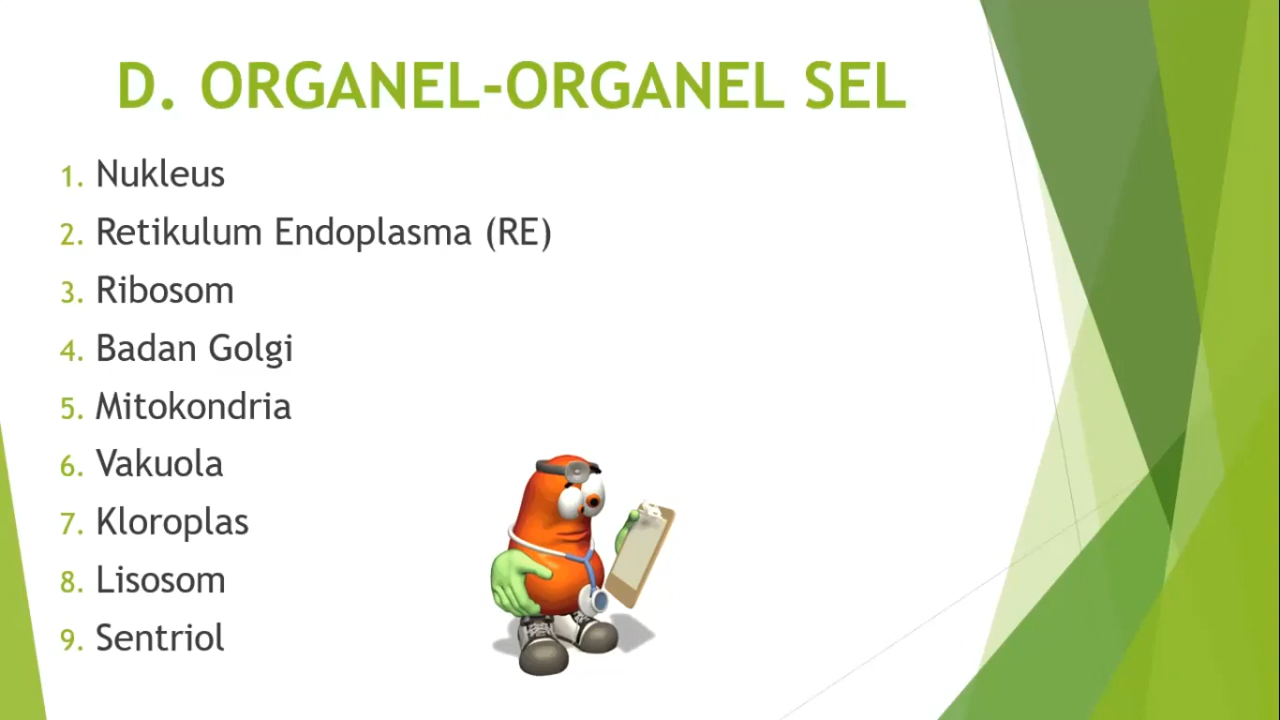 D. ORGANEL-ORGANEL SEL
1. Nukleus
2. Retikulum Endoplasma (RE)
3. Ribosom
4. Badan Golgi
5. Mitokondria
6. Vakuola
7. Kloroplas
8. Lisosom
9. Sentriol